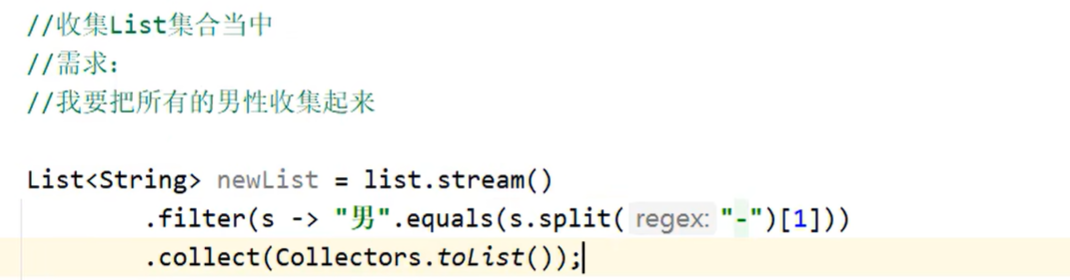 //收集List集合当中
//需求：
//我要把所有的男性收集起来
List<String> newList = list.stream()
.filter(s -> "男".equals(s.split( regex: "-")[1]))
.collect(Collectors.toList());